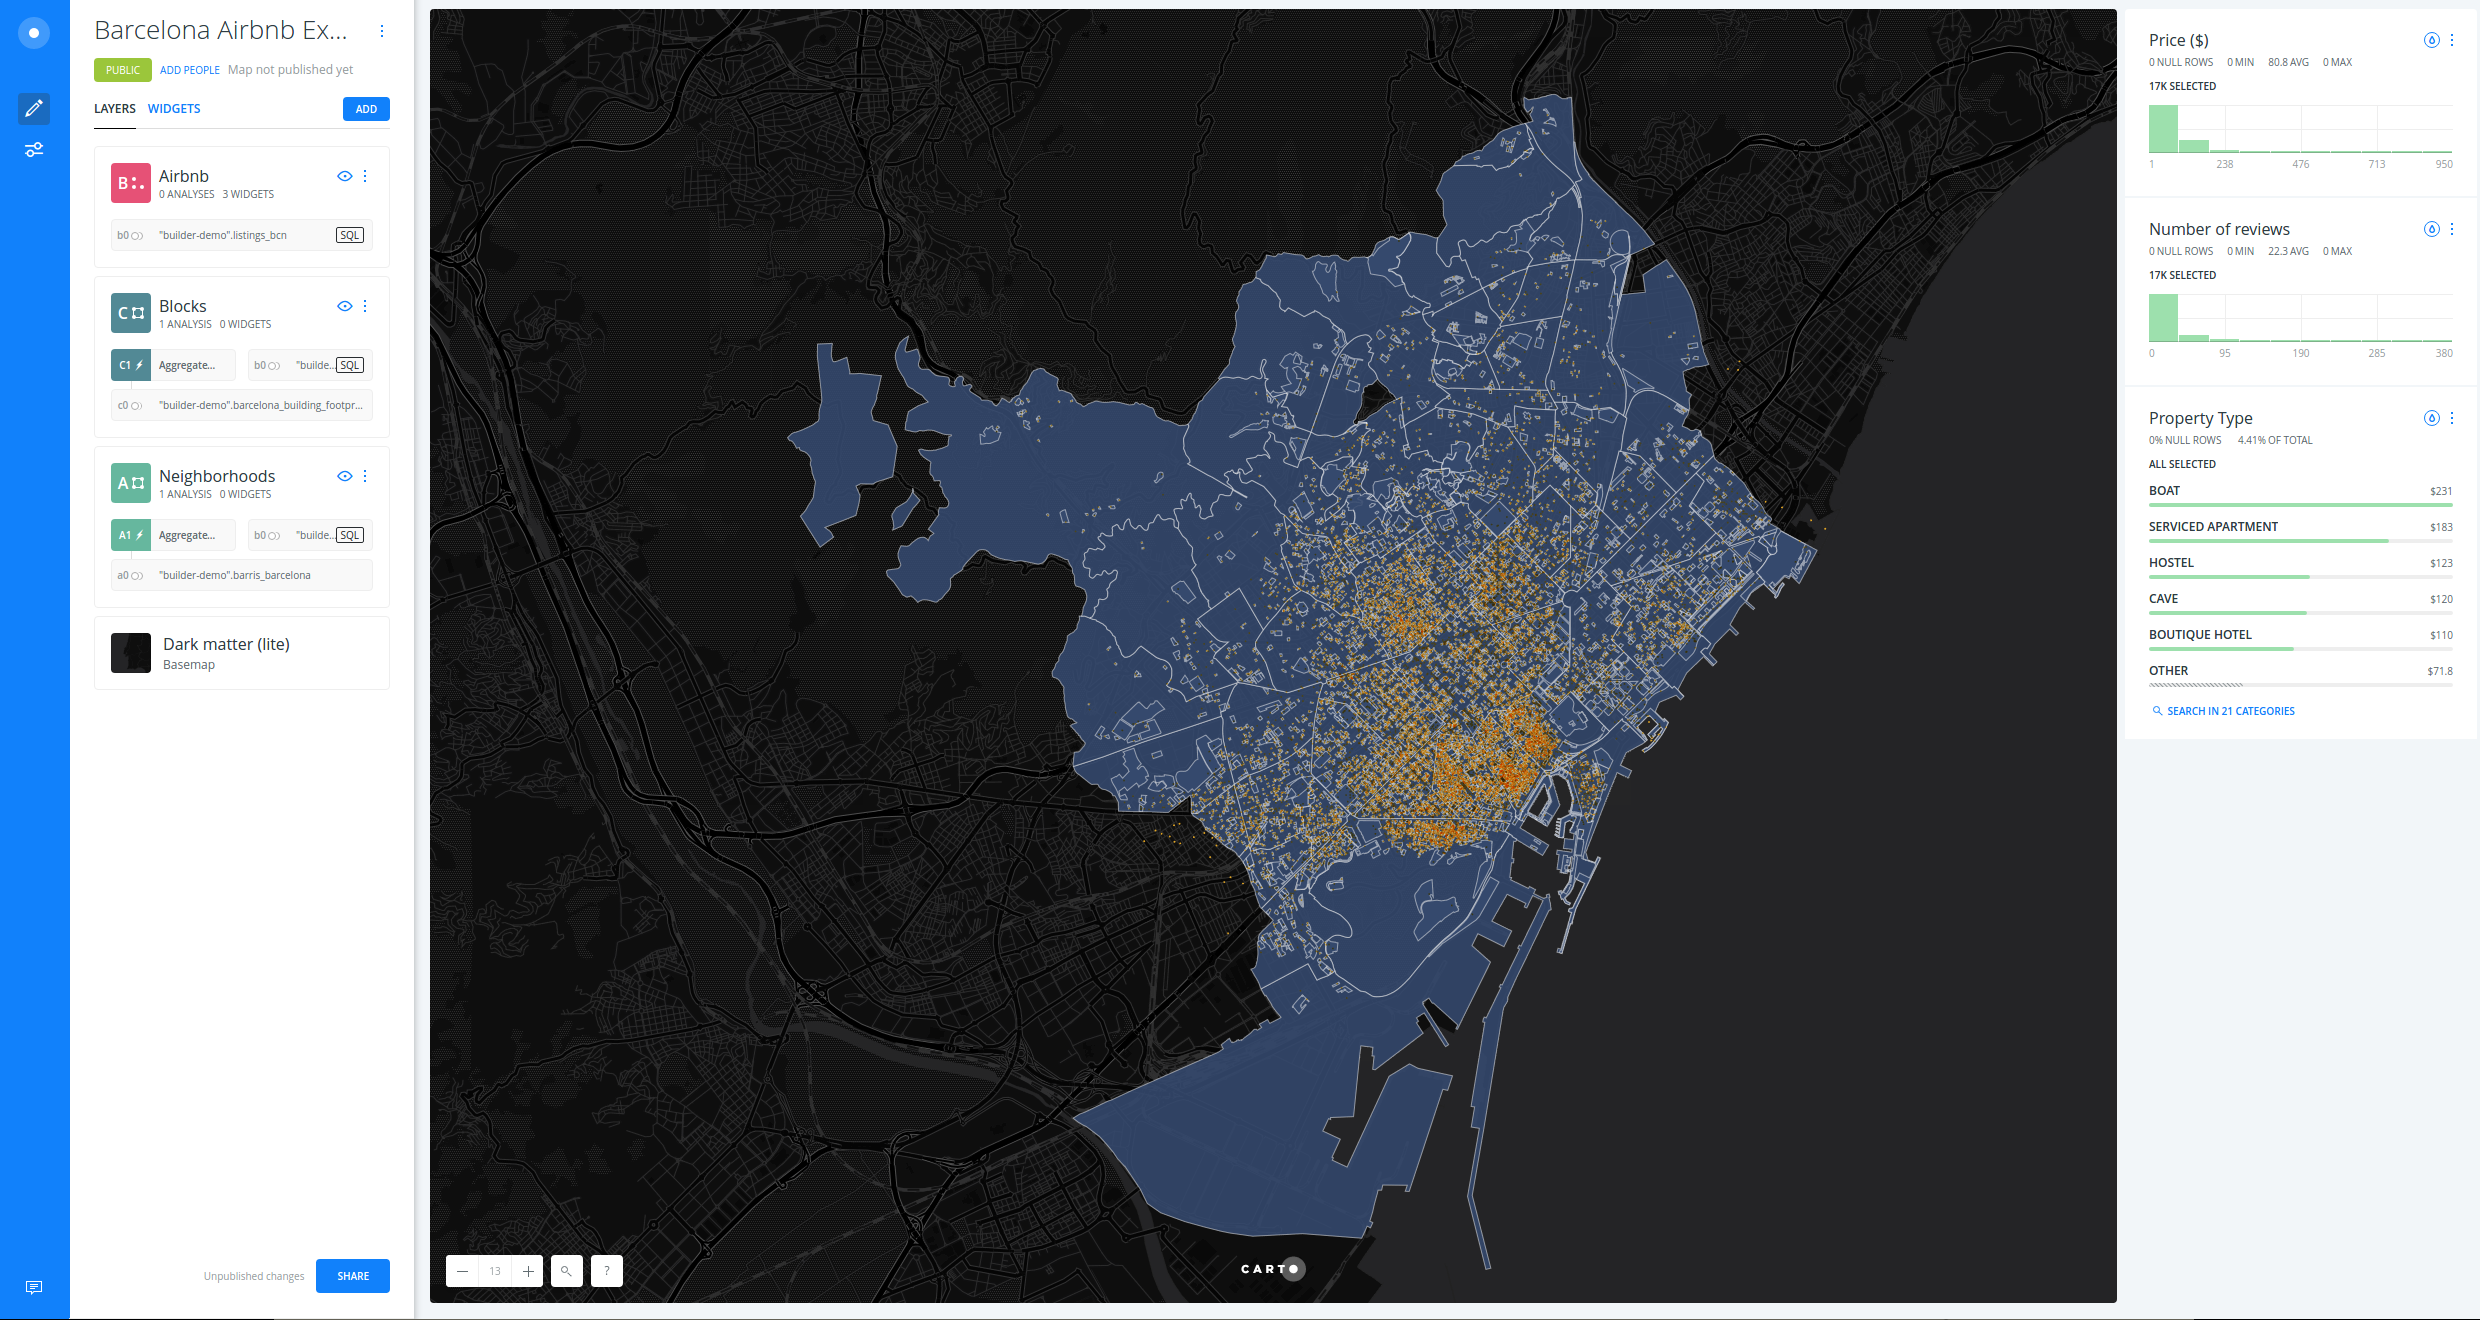 Barcelona Airbnb Ex...
PUBLIC ADD PEOPLE Map not published yet
LAYERS WIDGETS ADD
B
Airbnb
0 ANALYSES 3 WIDGETS
b0 "builder-demo".listings_bcn SQL
C
Blocks
1 ANALYSIS 0 WIDGETS
C1 Aggregate... b0 "builde... SQL
c0 "builder-demo".barcelona_building_footpr...
A
Neighborhoods
1 ANALYSIS 0 WIDGETS
A1 Aggregate... b0 "builde... SQL
a0 "builder-demo".barris_barcelona
Dark matter (lite)
Basemap
Unpublished changes SHARE
13 ?
CARTO
Price ($)
0 NULL ROWS 0 MIN 80.8 AVG 0 MAX
17K SELECTED
1 238 476 713 950
Number of reviews
0 NULL ROWS 0 MIN 22.3 AVG 0 MAX
17K SELECTED
0 95 190 285 380
Property Type
0% NULL ROWS 4.41% OF TOTAL
ALL SELECTED
BOAT $231
SERVICED APARTMENT $183
HOSTEL $123
CAVE $120
BOUTIQUE HOTEL $110
OTHER $71.8
SEARCH IN 21 CATEGORIES